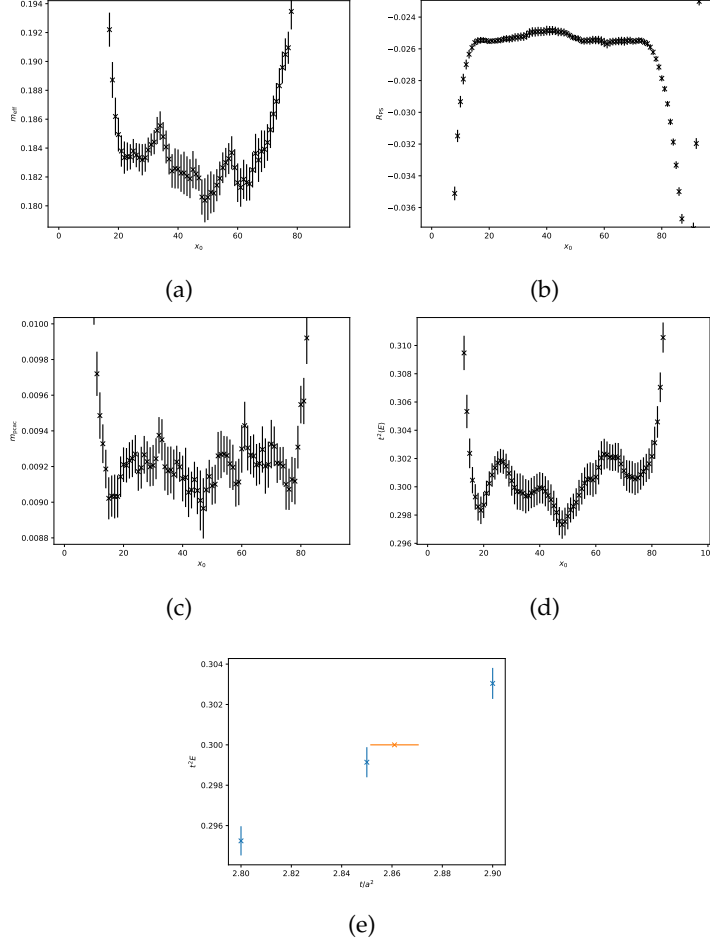 0.194
0.192
0.190
0.188
0.186
0.184
0.182
0.180
m_eff
0 20 40 60 80
x_0
(a)
−0.024
−0.026
−0.028
−0.030
−0.032
−0.034
−0.036
R_PS
0 20 40 60 80
x_0
(b)
0.0100
0.0098
0.0096
0.0094
0.0092
0.0090
0.0088
m_pcac
0 20 40 60 80
x_0
(c)
0.310
0.308
0.306
0.304
0.302
0.300
0.298
0.296
t²⟨E⟩
0 20 40 60 80 100
x_0
(d)
0.304
0.302
0.300
0.298
0.296
t²E
2.80 2.82 2.84 2.86 2.88 2.90
t/a²
(e)